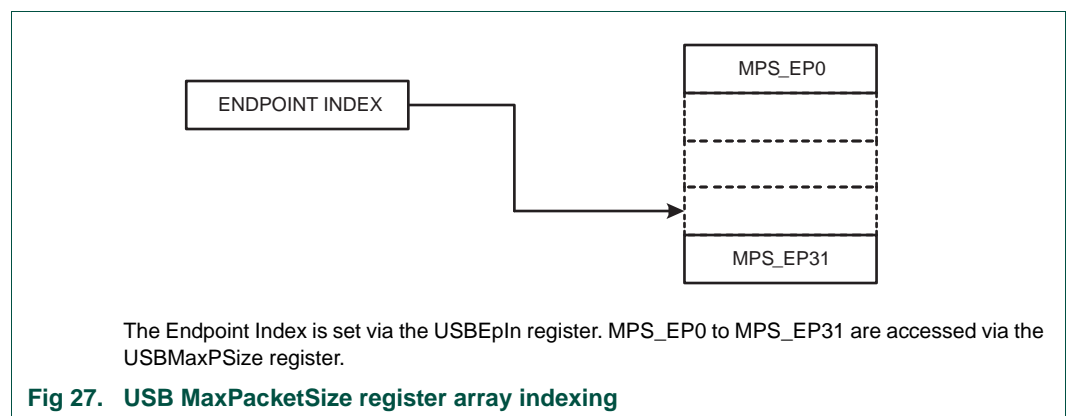 MPS_EP0
ENDPOINT INDEX
MPS_EP31
The Endpoint Index is set via the USBEpIn register. MPS_EP0 to MPS_EP31 are accessed via the
USBMaxPSize register.
Fig 27. USB MaxPacketSize register array indexing